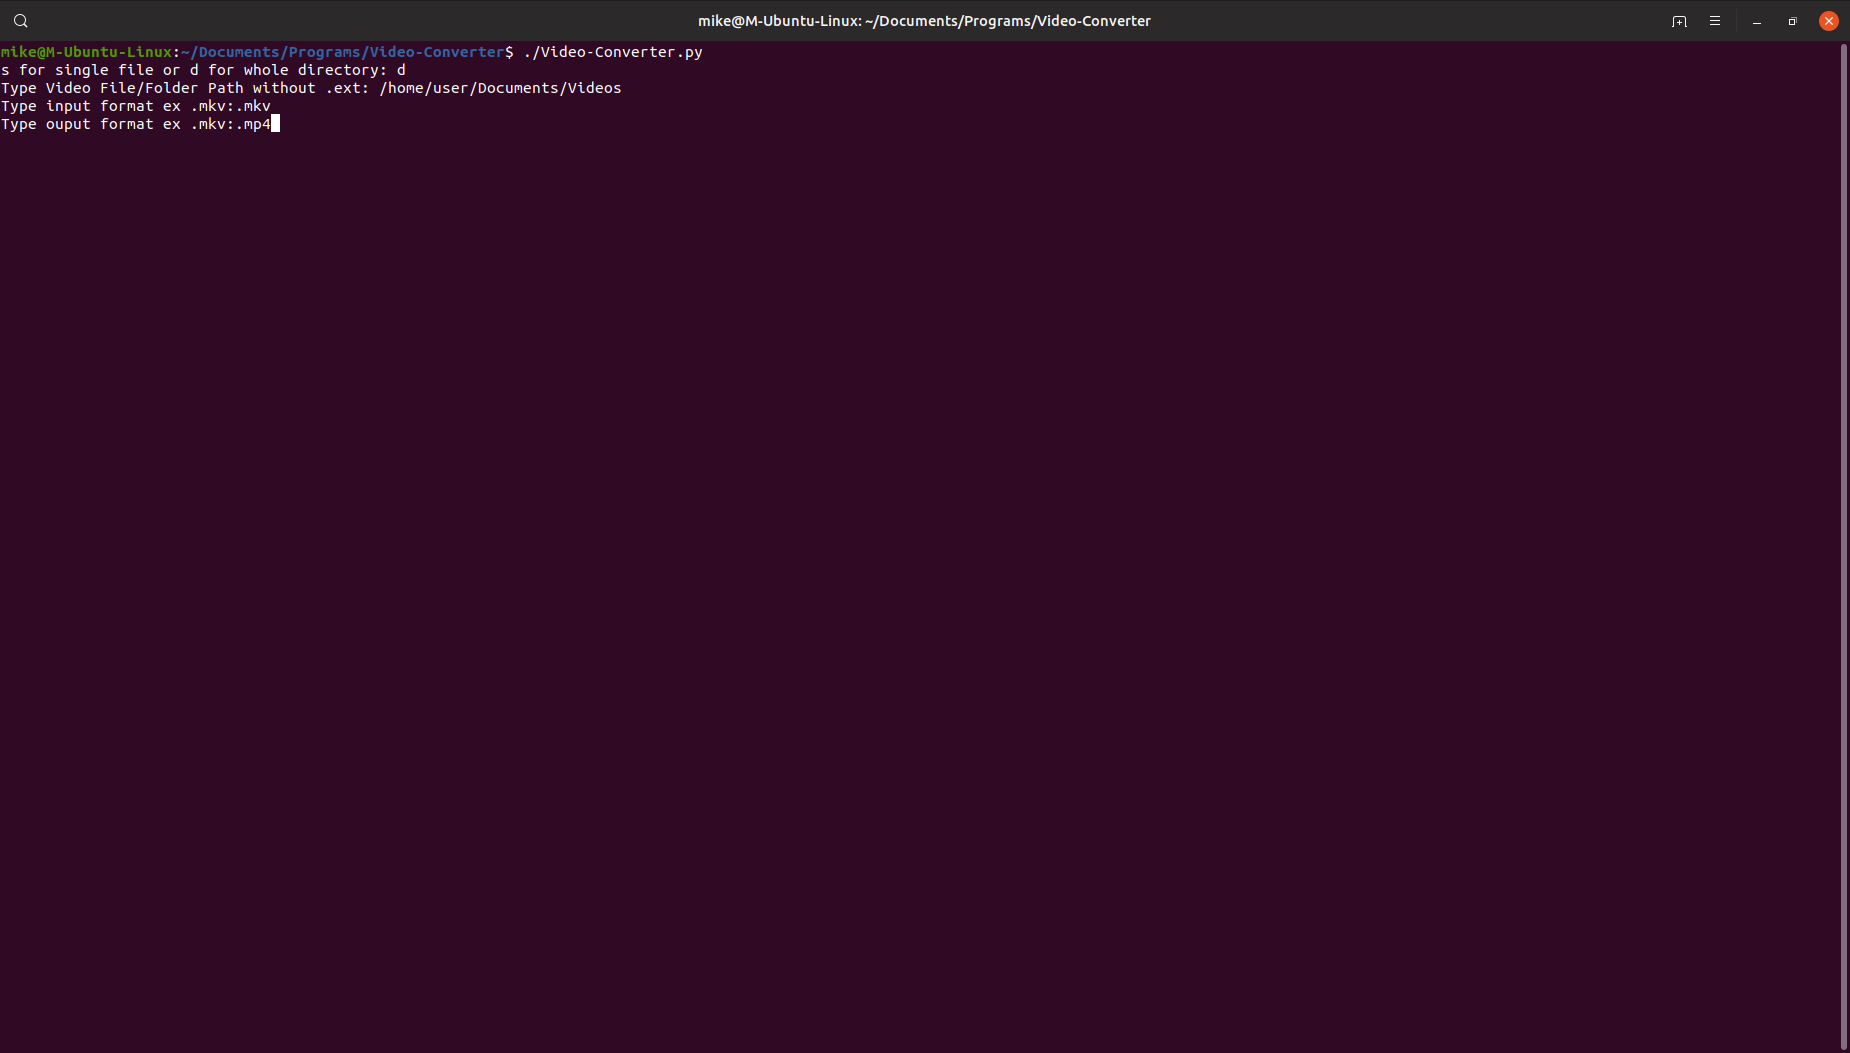 mike@M-Ubuntu-Linux: ~/Documents/Programs/Video-Converter
mike@M-Ubuntu-Linux:~/Documents/Programs/Video-Converter$ ./Video-Converter.py
s for single file or d for whole directory: d
Type Video File/Folder Path without .ext: /home/user/Documents/Videos
Type input format ex .mkv:.mkv
Type ouput format ex .mkv:.mp4